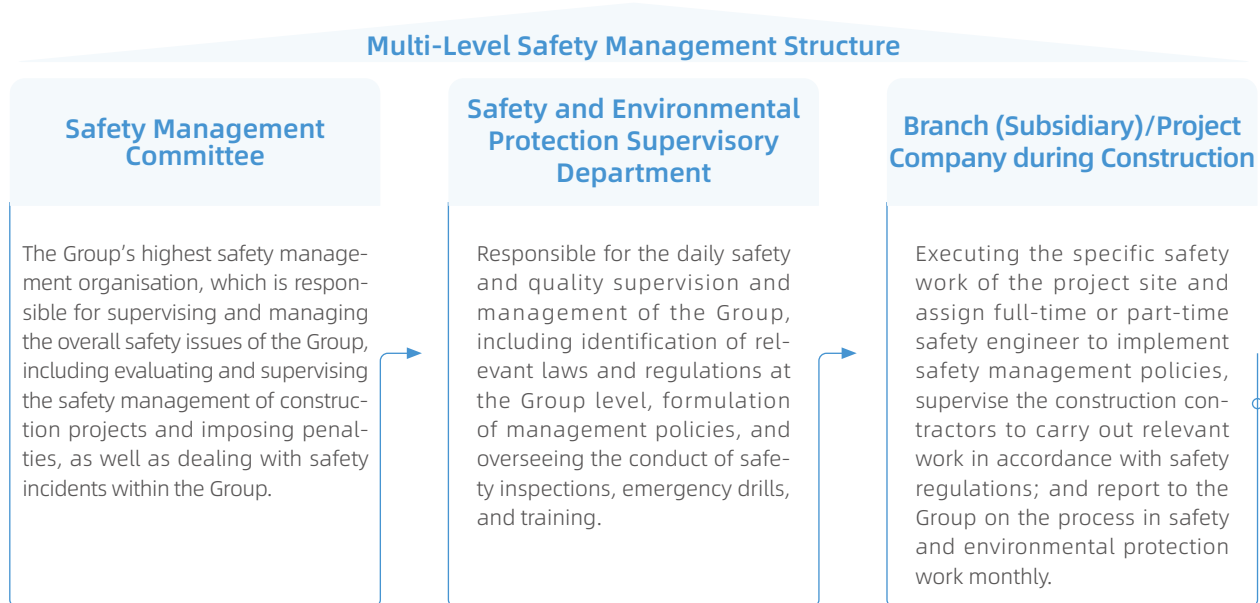 Multi-Level Safety Management Structure
Safety Management
Committee
The Group's highest safety manage-
ment organisation, which is respon-
sible for supervising and managing
the overall safety issues of the Group,
including evaluating and supervising
the safety management of construc-
tion projects and imposing penal-
ties, as well as dealing with safety
incidents within the Group.
Safety and Environmental
Protection Supervisory
Department
Responsible for the daily safety
and quality supervision and
management of the Group,
including identification of rel-
evant laws and regulations at
the Group level, formulation
of management policies, and
overseeing the conduct of safe-
ty inspections, emergency drills,
and training.
Branch (Subsidiary)/Project
Company during Construction
Executing the specific safety
work of the project site and
assign full-time or part-time
safety engineer to implement
safety management policies,
supervise the construction con-
tractors to carry out relevant
work in accordance with safety
regulations; and report to the
Group on the process in safety
and environmental protection
work monthly.